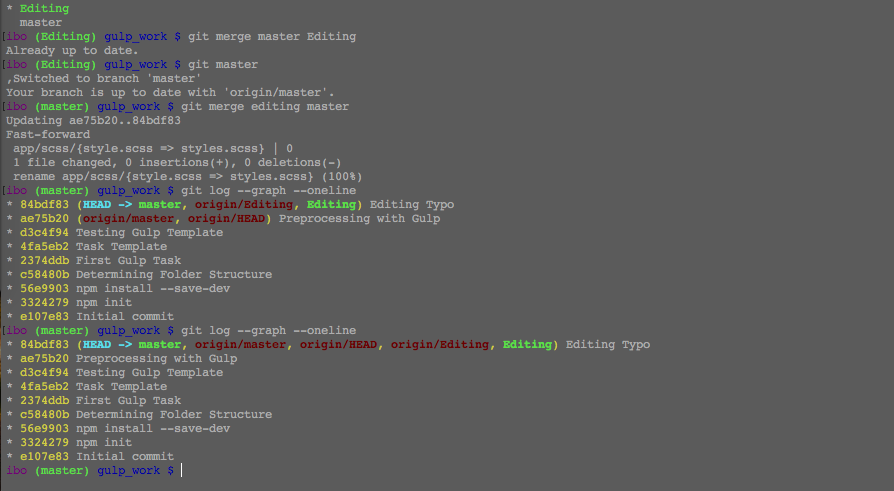 * Editing
  master
[ibo (Editing) gulp_work $ git merge master Editing
Already up to date.
[ibo (Editing) gulp_work $ git master
,Switched to branch 'master'
Your branch is up to date with 'origin/master'.
[ibo (master) gulp_work $ git merge editing master
Updating ae75b20..84bdf83
Fast-forward
 app/scss/{style.scss => styles.scss} | 0
 1 file changed, 0 insertions(+), 0 deletions(-)
 rename app/scss/{style.scss => styles.scss} (100%)
[ibo (master) gulp_work $ git log --graph --oneline
* 84bdf83 (HEAD -> master, origin/Editing, Editing) Editing Typo
* ae75b20 (origin/master, origin/HEAD) Preprocessing with Gulp
* d3c4f94 Testing Gulp Template
* 4fa5eb2 Task Template
* 2374ddb First Gulp Task
* c58480b Determining Folder Structure
* 56e9903 npm install --save-dev
* 3324279 npm init
* e107e83 Initial commit
[ibo (master) gulp_work $ git log --graph --oneline
* 84bdf83 (HEAD -> master, origin/master, origin/HEAD, origin/Editing, Editing) Editing Typo
* ae75b20 Preprocessing with Gulp
* d3c4f94 Testing Gulp Template
* 4fa5eb2 Task Template
* 2374ddb First Gulp Task
* c58480b Determining Folder Structure
* 56e9903 npm install --save-dev
* 3324279 npm init
* e107e83 Initial commit
ibo (master) gulp_work $